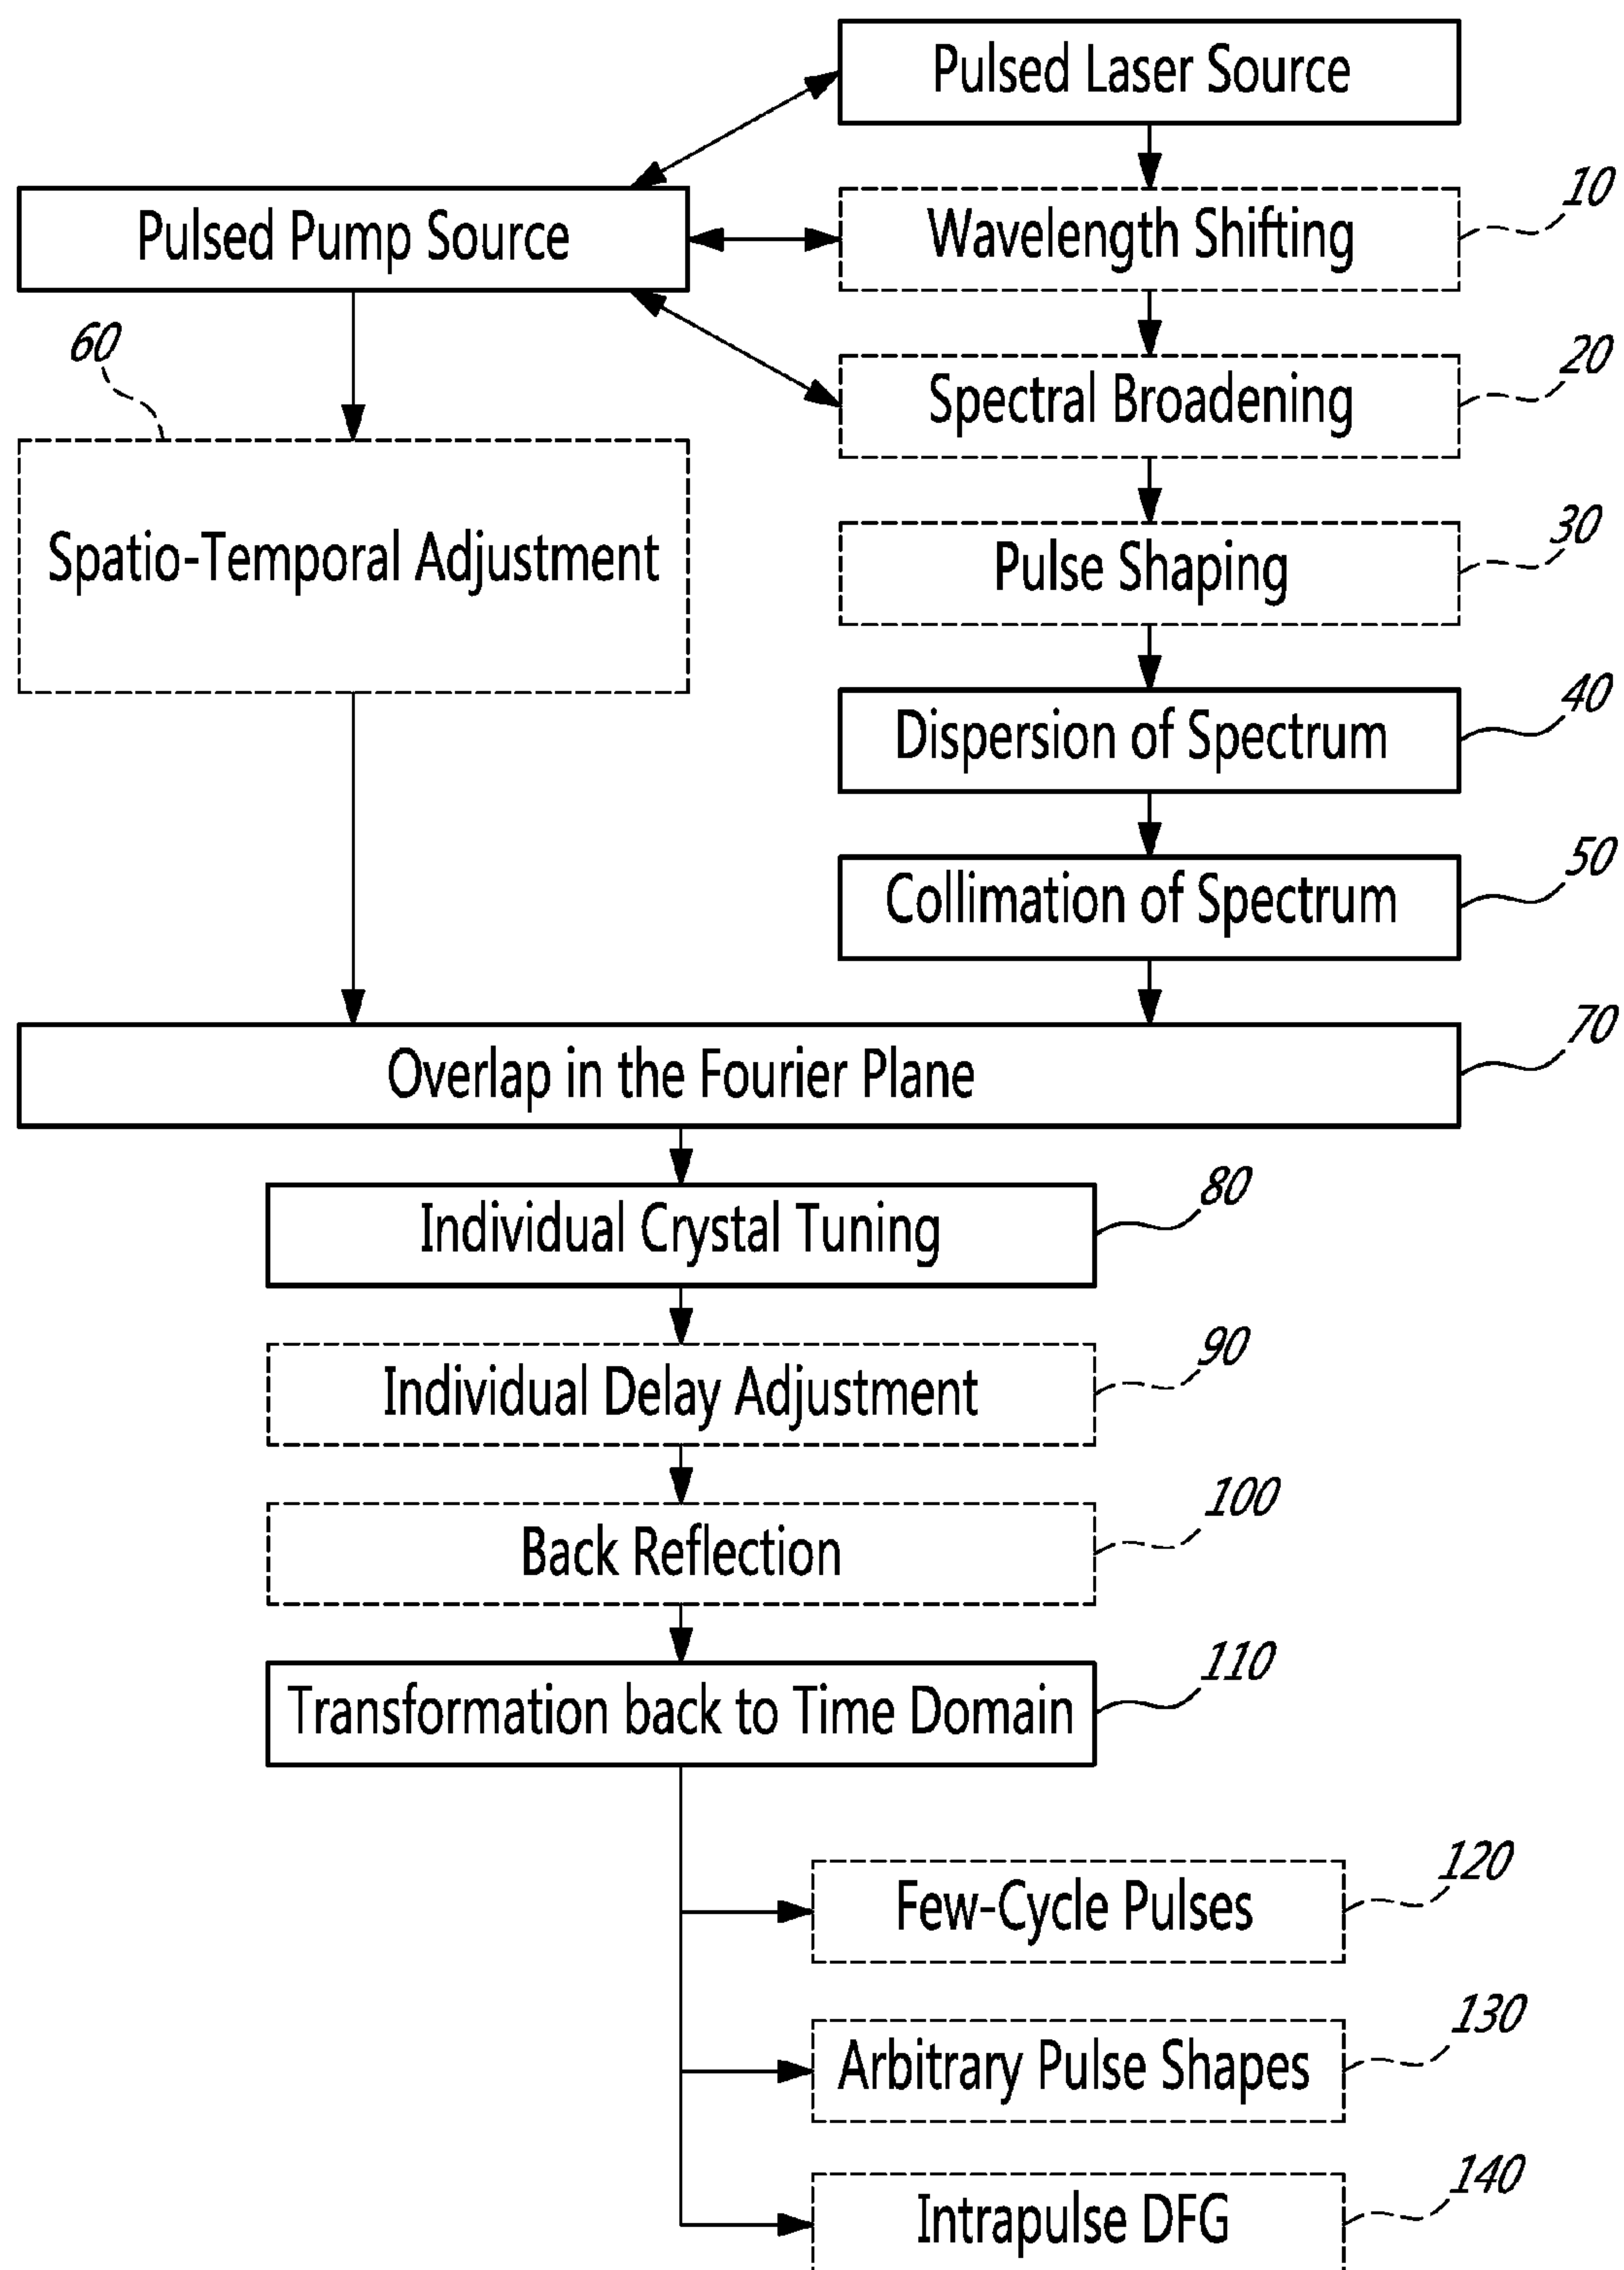 Pulsed Laser Source
Pulsed Pump Source
Wavelength Shifting
10
Spectral Broadening
20
60
Spatio-Temporal Adjustment
Pulse Shaping
30
Dispersion of Spectrum
40
Collimation of Spectrum
50
Overlap in the Fourier Plane
70
Individual Crystal Tuning
80
Individual Delay Adjustment
90
Back Reflection
100
Transformation back to Time Domain
110
Few-Cycle Pulses
120
Arbitrary Pulse Shapes
130
Intrapulse DFG
140